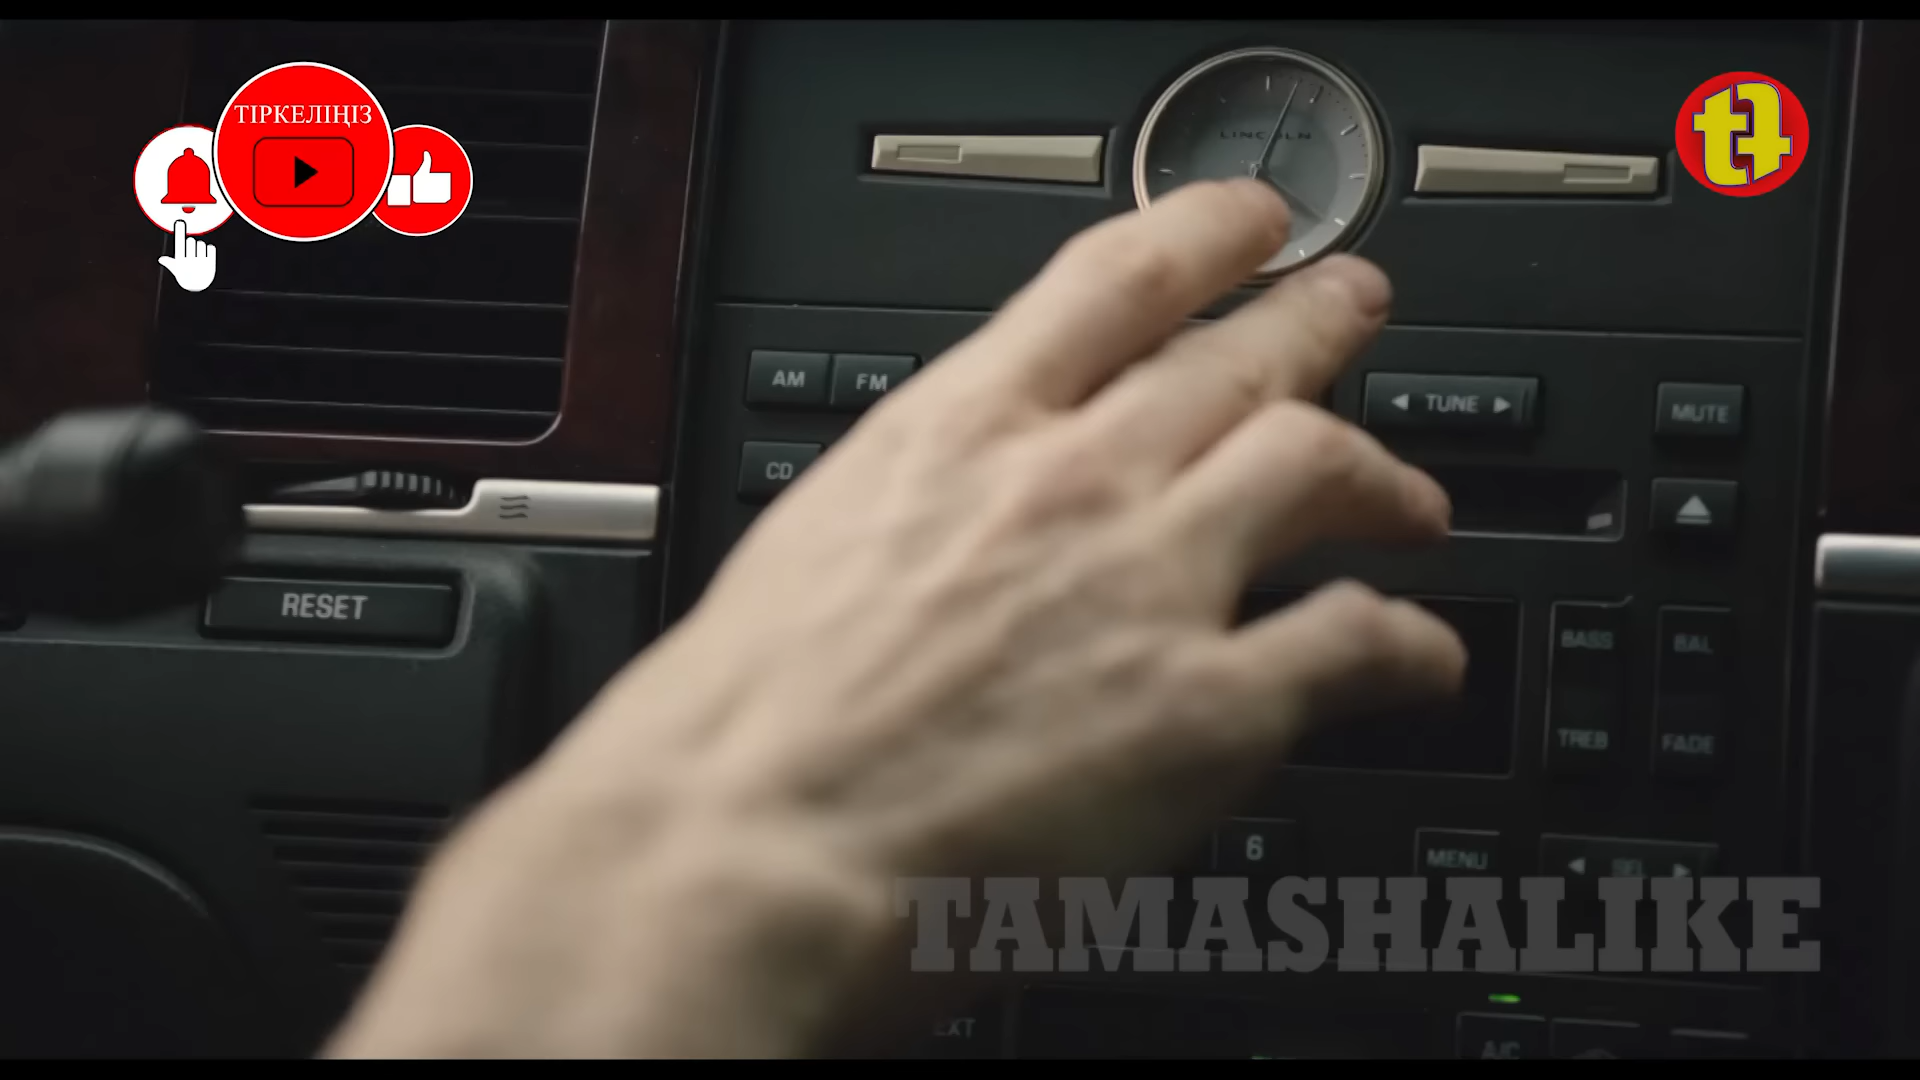 ТІРКЕЛІҢІЗ
LINCOLN
AM
FM
TUNE
MUTE
CD
RESET
BASS
BAL
TREB
FADE
6
MENU
TAMASHALIKE
A/C